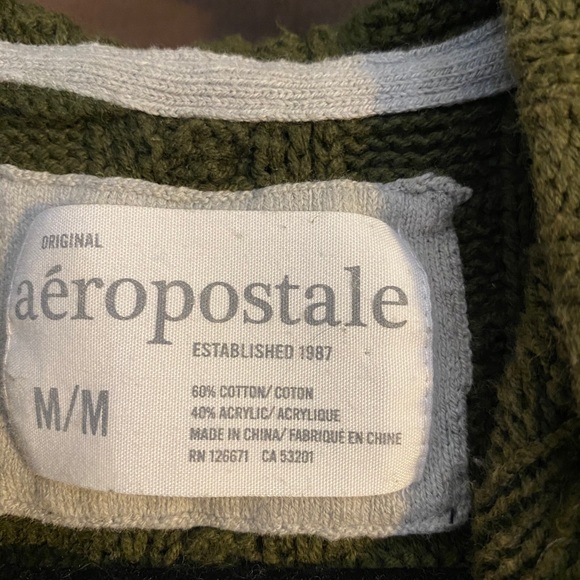 ORIGINAL
aéropostale
ESTABLISHED 1987
M/M
60% COTTON/COTON
40% ACRYLIC/ACRYLIQUE
MADE IN CHINA/FABRIQUÉ EN CHINE
RN 126671 CA 53201